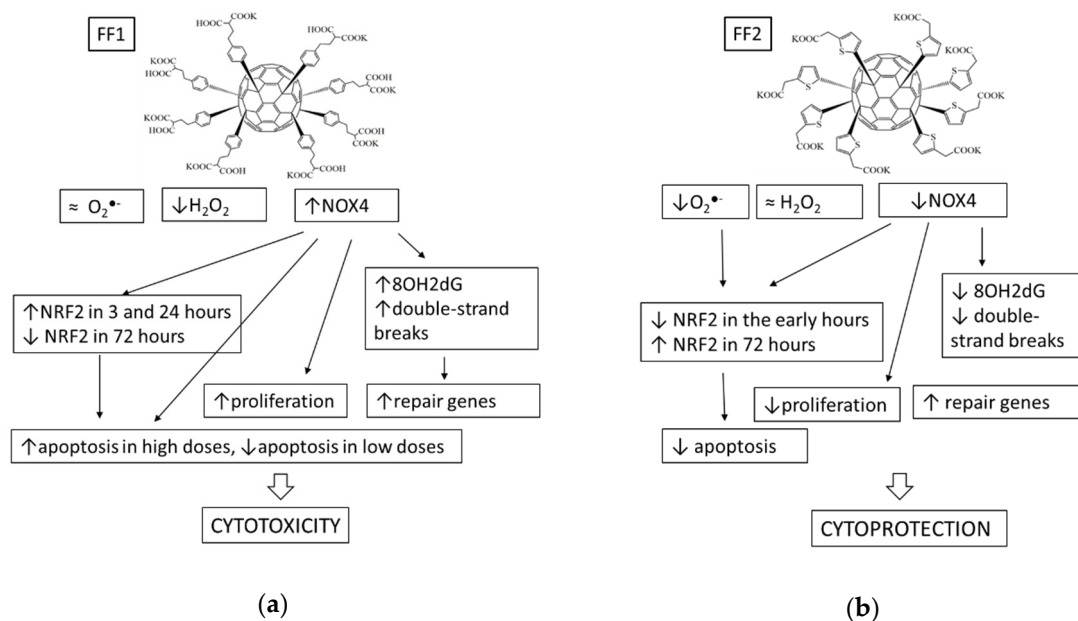 FF1
HOOC
COOK
HOOC
COOK
KOOC
HOOC
COOH
COOK
KOOC
HOOC
COOH
COOK
KOOC
COOH
KOOC
COOH
≈ O₂•-
↓H₂O₂
↑NOX4
↑NRF2 in 3 and 24 hours
↓ NRF2 in 72 hours
↑8OH2dG
↑double-strand
breaks
↑proliferation
↑repair genes
↑apoptosis in high doses, ↓apoptosis in low doses
CYTOTOXICITY
(a)
FF2
KOOC
COOK
KOOC
S
S
KOOC
S
S
COOK
KOOC
S
S
COOK
KOOC
S
S
COOK
↓O₂•-
≈ H₂O₂
↓NOX4
↓ NRF2 in the early hours
↑ NRF2 in 72 hours
↓ 8OH2dG
↓ double-
strand breaks
↓proliferation
↑ repair genes
↓ apoptosis
CYTOPROTECTION
(b)